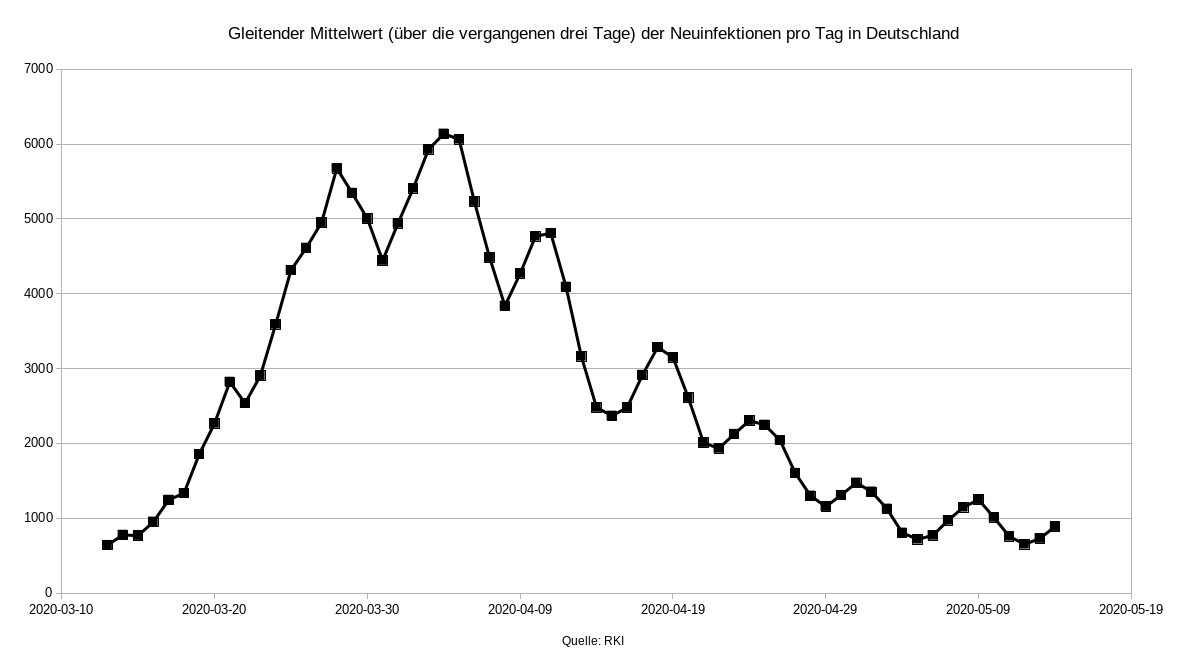 Gleitender Mittelwert (über die vergangenen drei Tage) der Neuinfektionen pro Tag in Deutschland
7000
6000
5000
4000
3000
2000
1000
0
2020-03-10 2020-03-20 2020-03-30 2020-04-09 2020-04-19 2020-04-29 2020-05-09 2020-05-19
Quelle: RKI